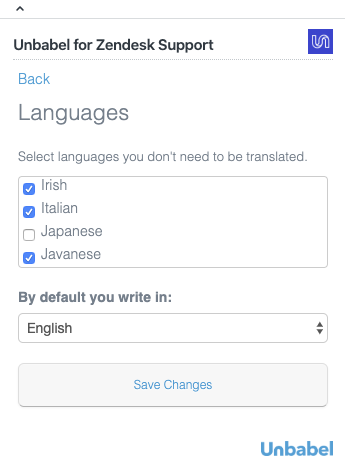 Unbabel for Zendesk Support
Back
Languages
Select languages you don't need to be translated.
Irish
Italian
Japanese
Javanese
By default you write in:
English
Save Changes
Unbabel